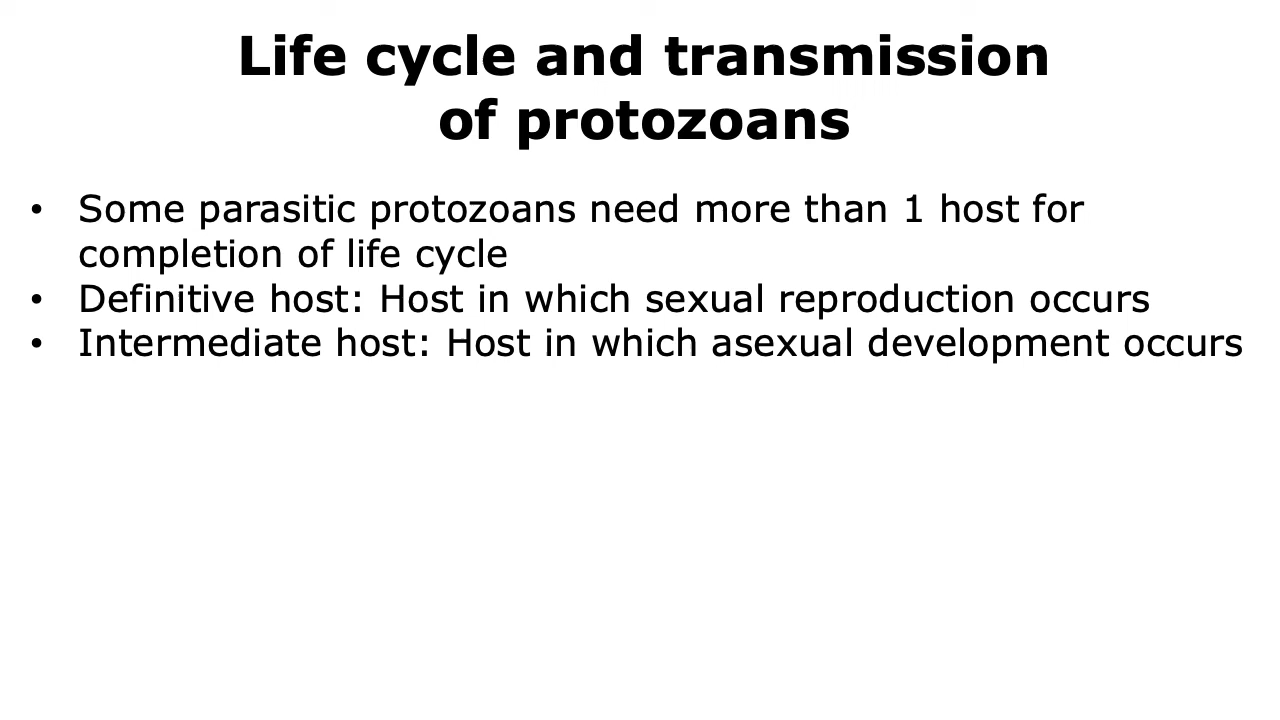 Life cycle and transmission
of protozoans
• Some parasitic protozoans need more than 1 host for
completion of life cycle
• Definitive host: Host in which sexual reproduction occurs
• Intermediate host: Host in which asexual development occurs